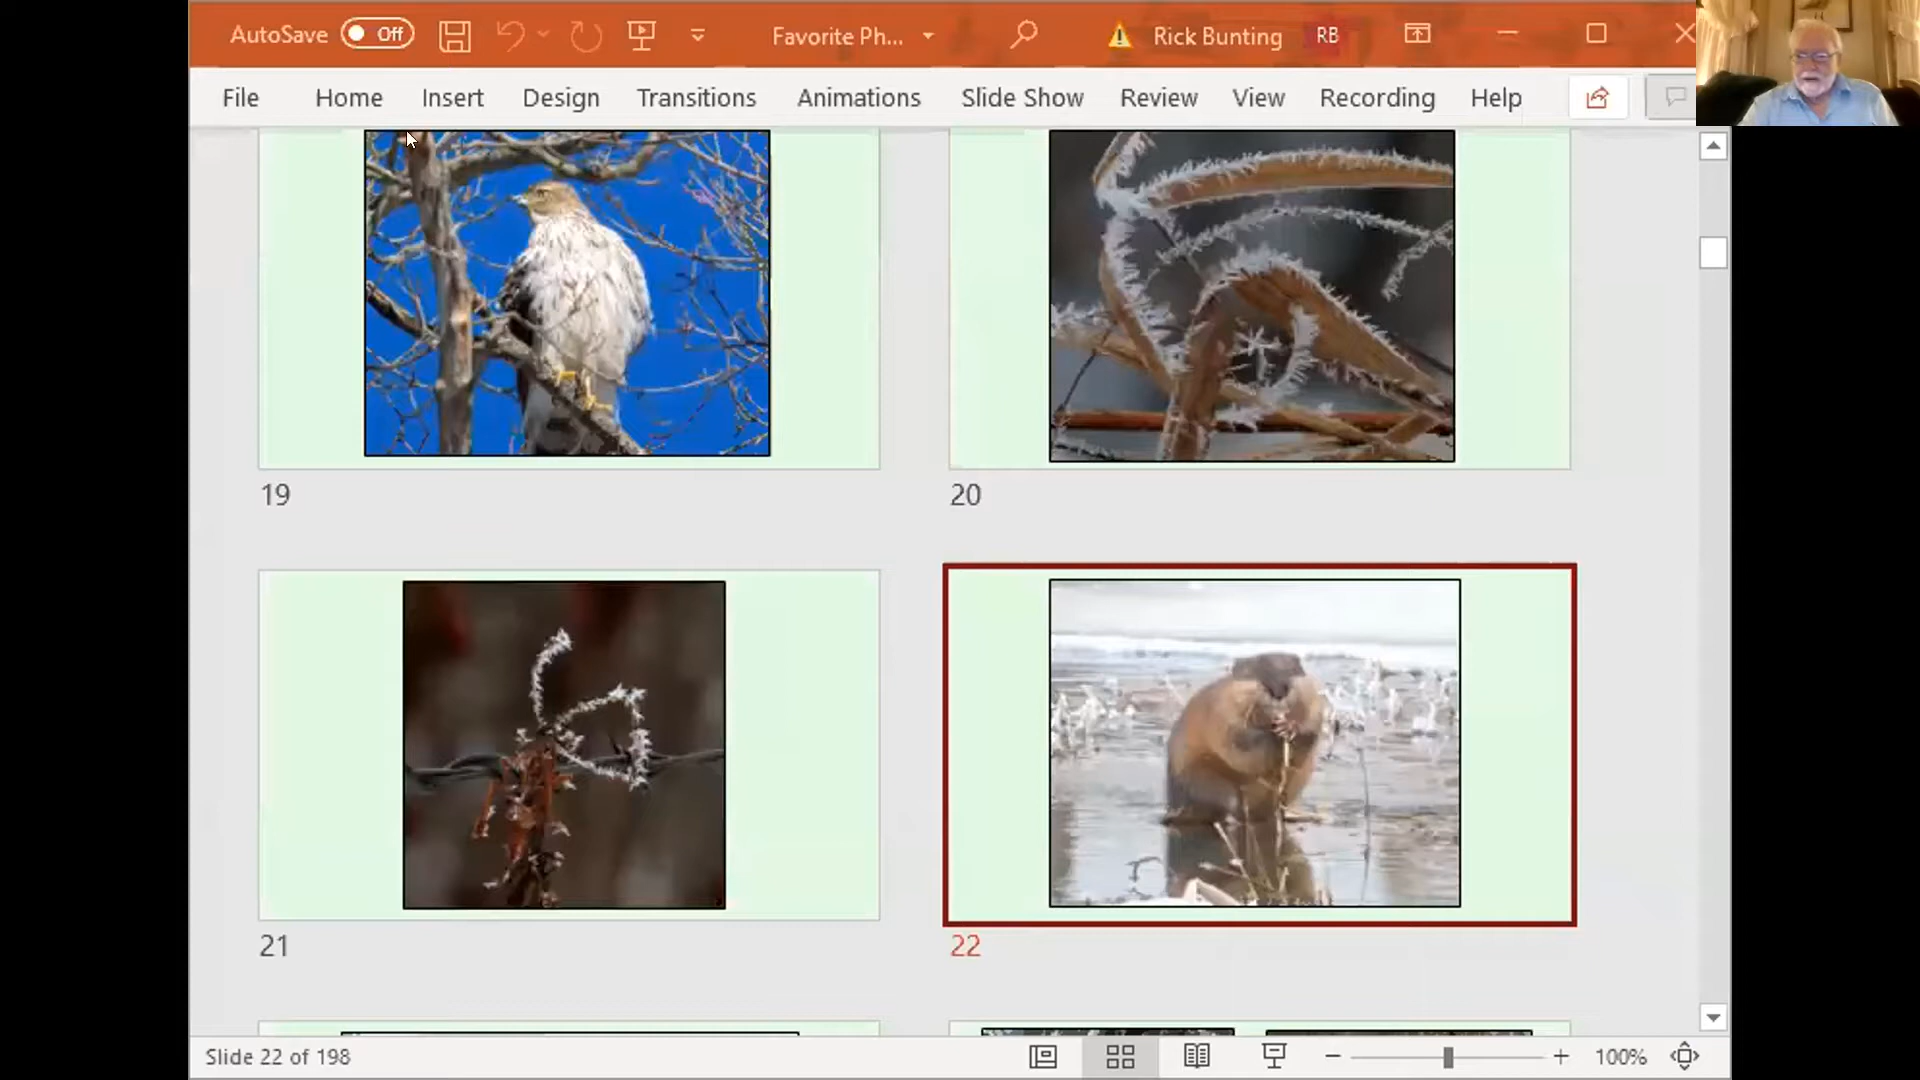 AutoSave Off Favorite Ph... Rick Bunting RB
File Home Insert Design Transitions Animations Slide Show Review View Recording Help
19 20
21 22
Slide 22 of 198 100%